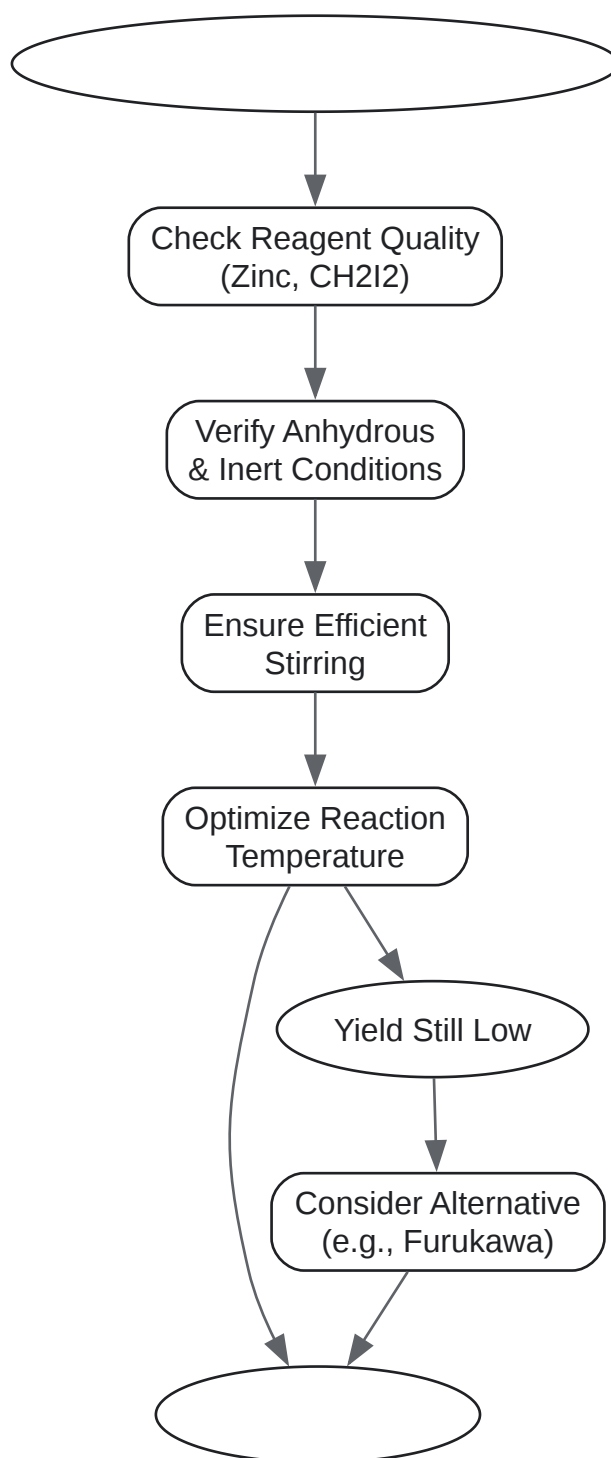 Check Reagent Quality
(Zinc, CH2I2)
Verify Anhydrous
& Inert Conditions
Ensure Efficient
Stirring
Optimize Reaction
Temperature
Yield Still Low
Consider Alternative
(e.g., Furukawa)